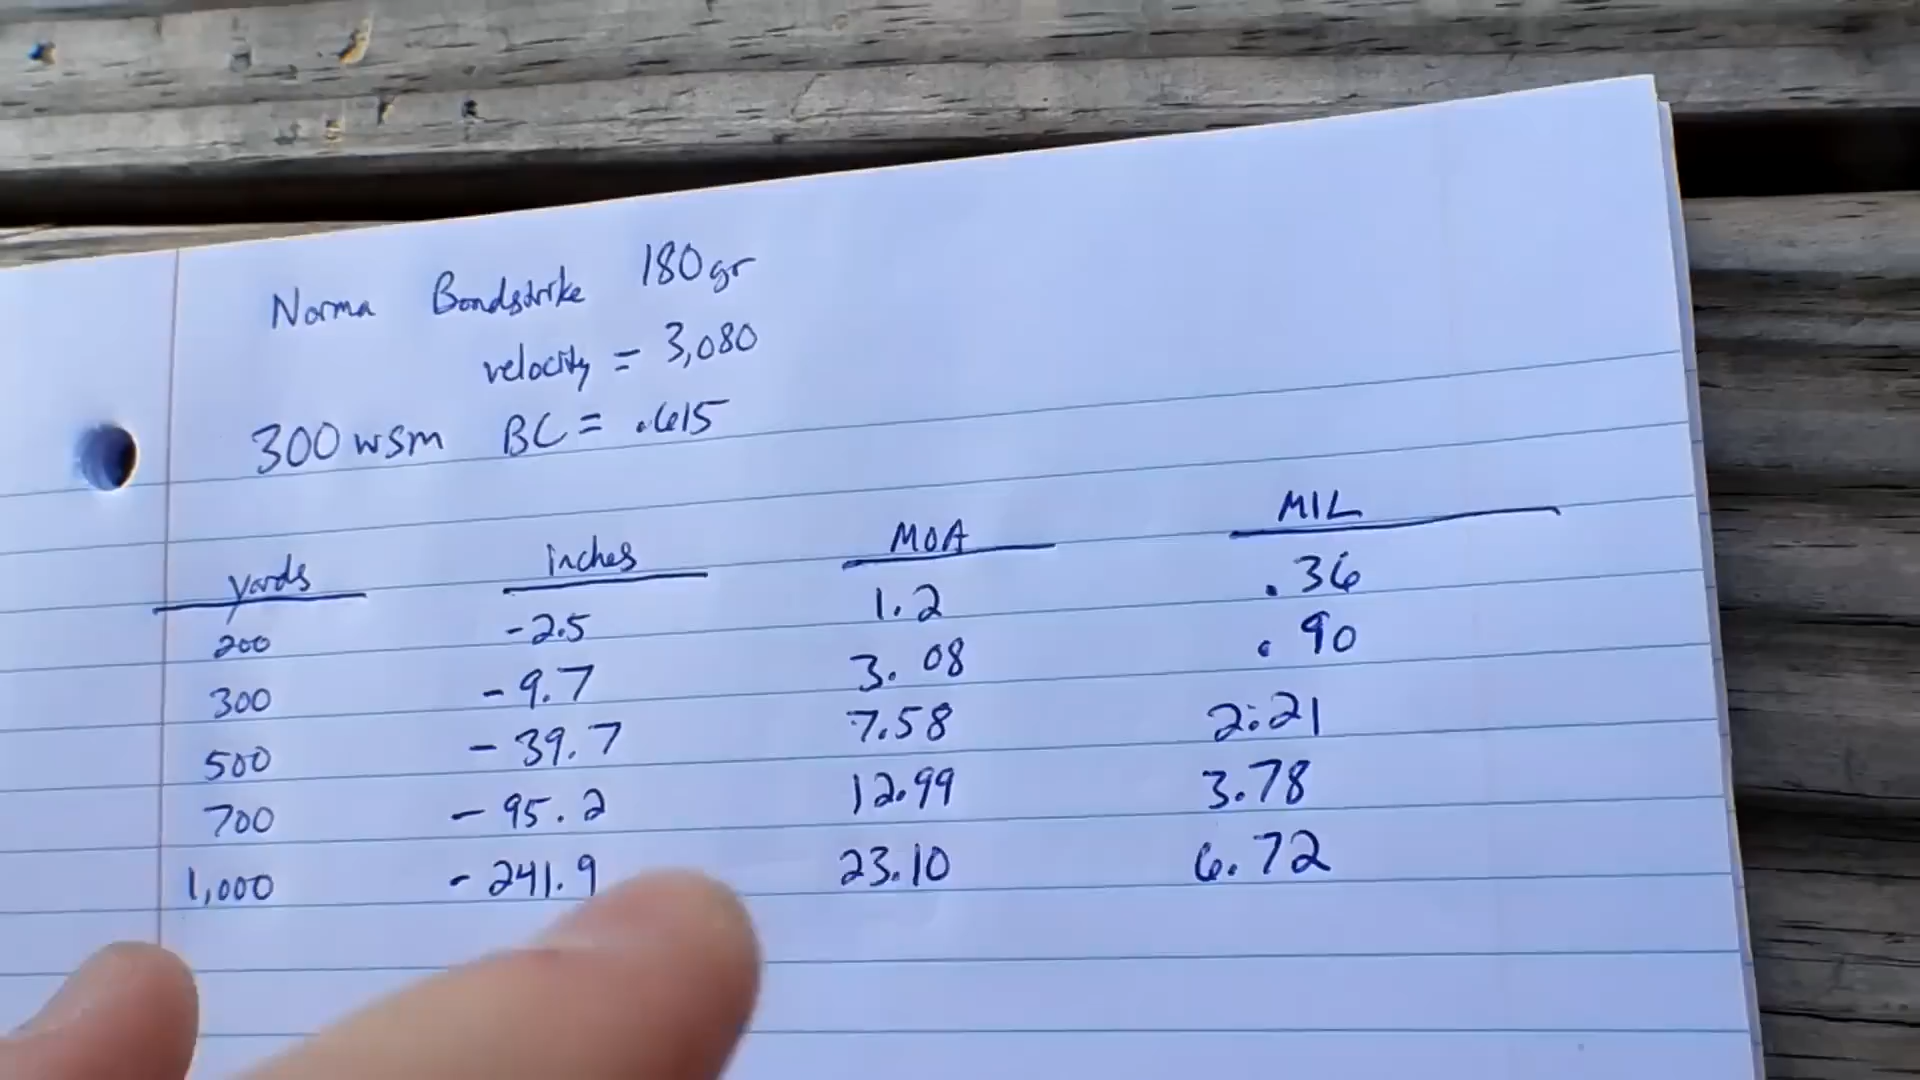 Norma Bondstrike 180gr
velocity = 3,080
300 wsm BC = .615
yards inches MOA MIL
200 -2.5 1.2 .36
300 -9.7 3.08 .90
500 -39.7 7.58 2.21
700 -95.2 12.99 3.78
1,000 -241.9 23.10 6.72